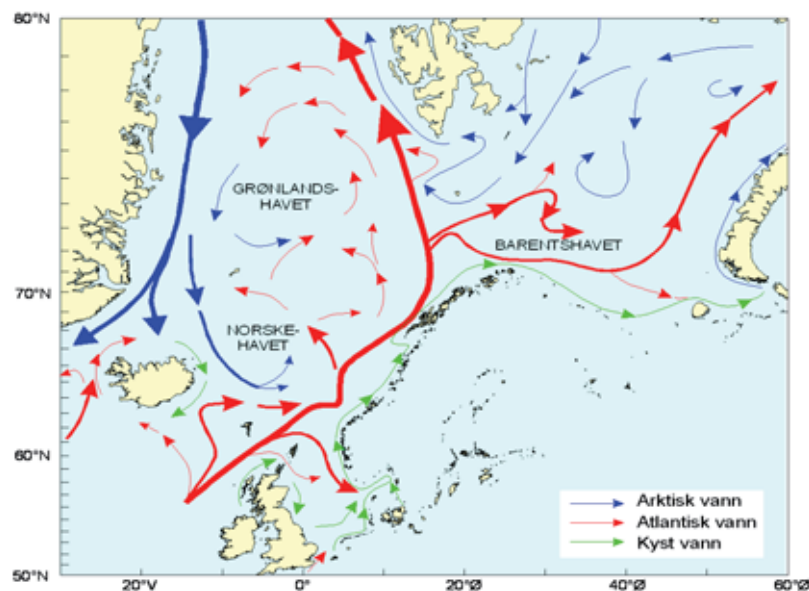 80°N
GRØNLANDS-
HAVET
BARENTSHAVET
70°N
NORSKE-
HAVET
60°N
Arktisk vann
Atlantisk vann
Kyst vann
50°N
20°V
0°
20°Ø
40°Ø
60°Ø